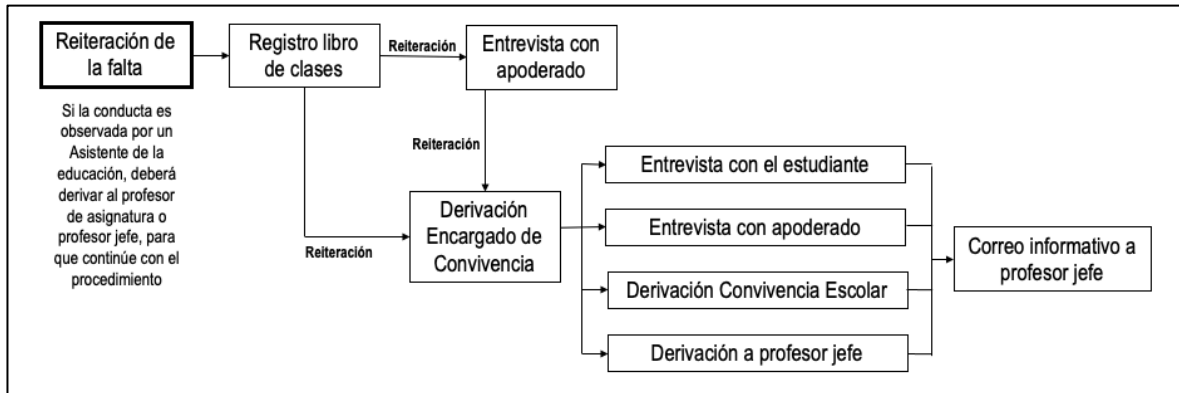 Reiteración de
la falta
Si la conducta es
observada por un
Asistente de la
educación, deberá
derivar al profesor
de asignatura o
profesor jefe, para
que continúe con el
procedimiento
Registro libro
de clases
Reiteración
Entrevista con
apoderado
Reiteración
Reiteración
Derivación
Encargado de
Convivencia
Entrevista con el estudiante
Entrevista con apoderado
Derivación Convivencia Escolar
Derivación a profesor jefe
Correo informativo a
profesor jefe